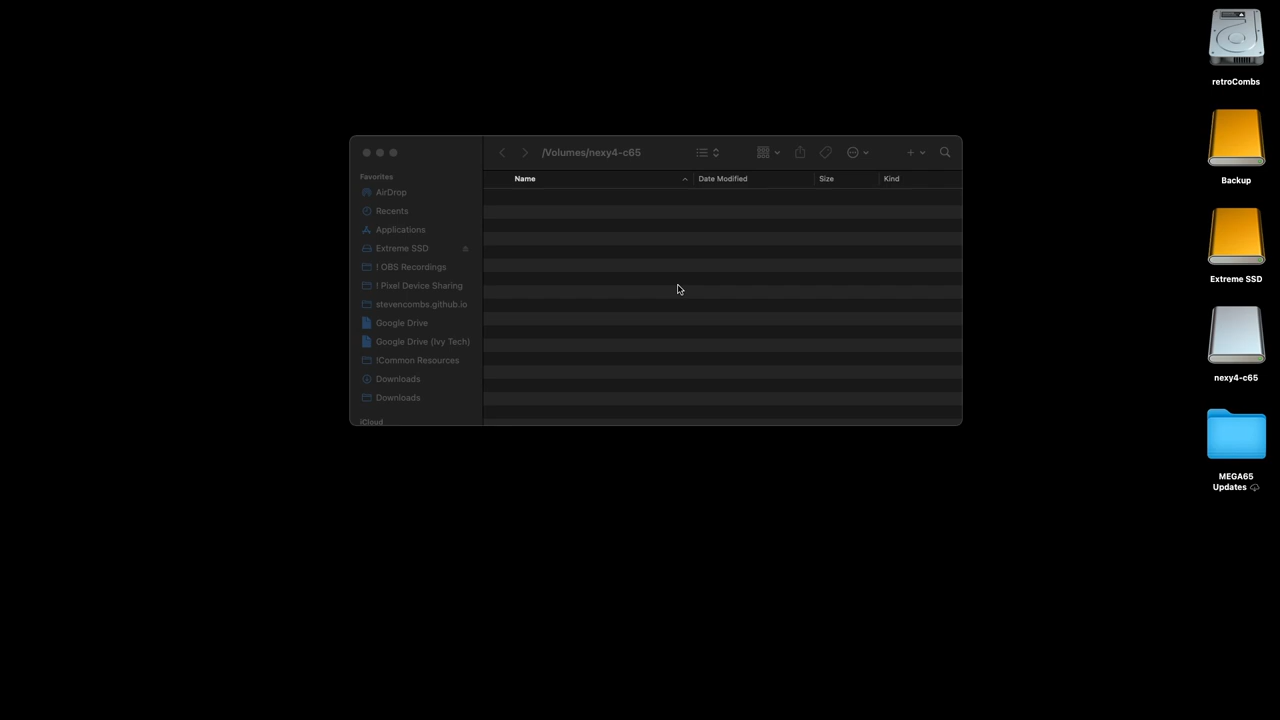 /Volumes/nexy4-c65
Name
Date Modified
Size
Kind
Favorites
AirDrop
Recents
Applications
Extreme SSD
! OBS Recordings
! Pixel Device Sharing
stevencombs.github.io
Google Drive
Google Drive (Ivy Tech)
!Common Resources
Downloads
Downloads
iCloud
retroCombs
Backup
Extreme SSD
nexy4-c65
MEGA65
Updates